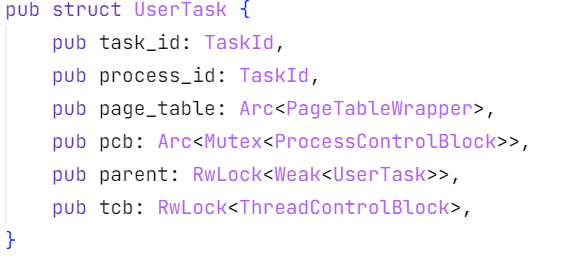 pub struct UserTask {
    pub task_id: TaskId,
    pub process_id: TaskId,
    pub page_table: Arc<PageTableWrapper>,
    pub pcb: Arc<Mutex<ProcessControlBlock>>,
    pub parent: RwLock<Weak<UserTask>>,
    pub tcb: RwLock<ThreadControlBlock>,
}